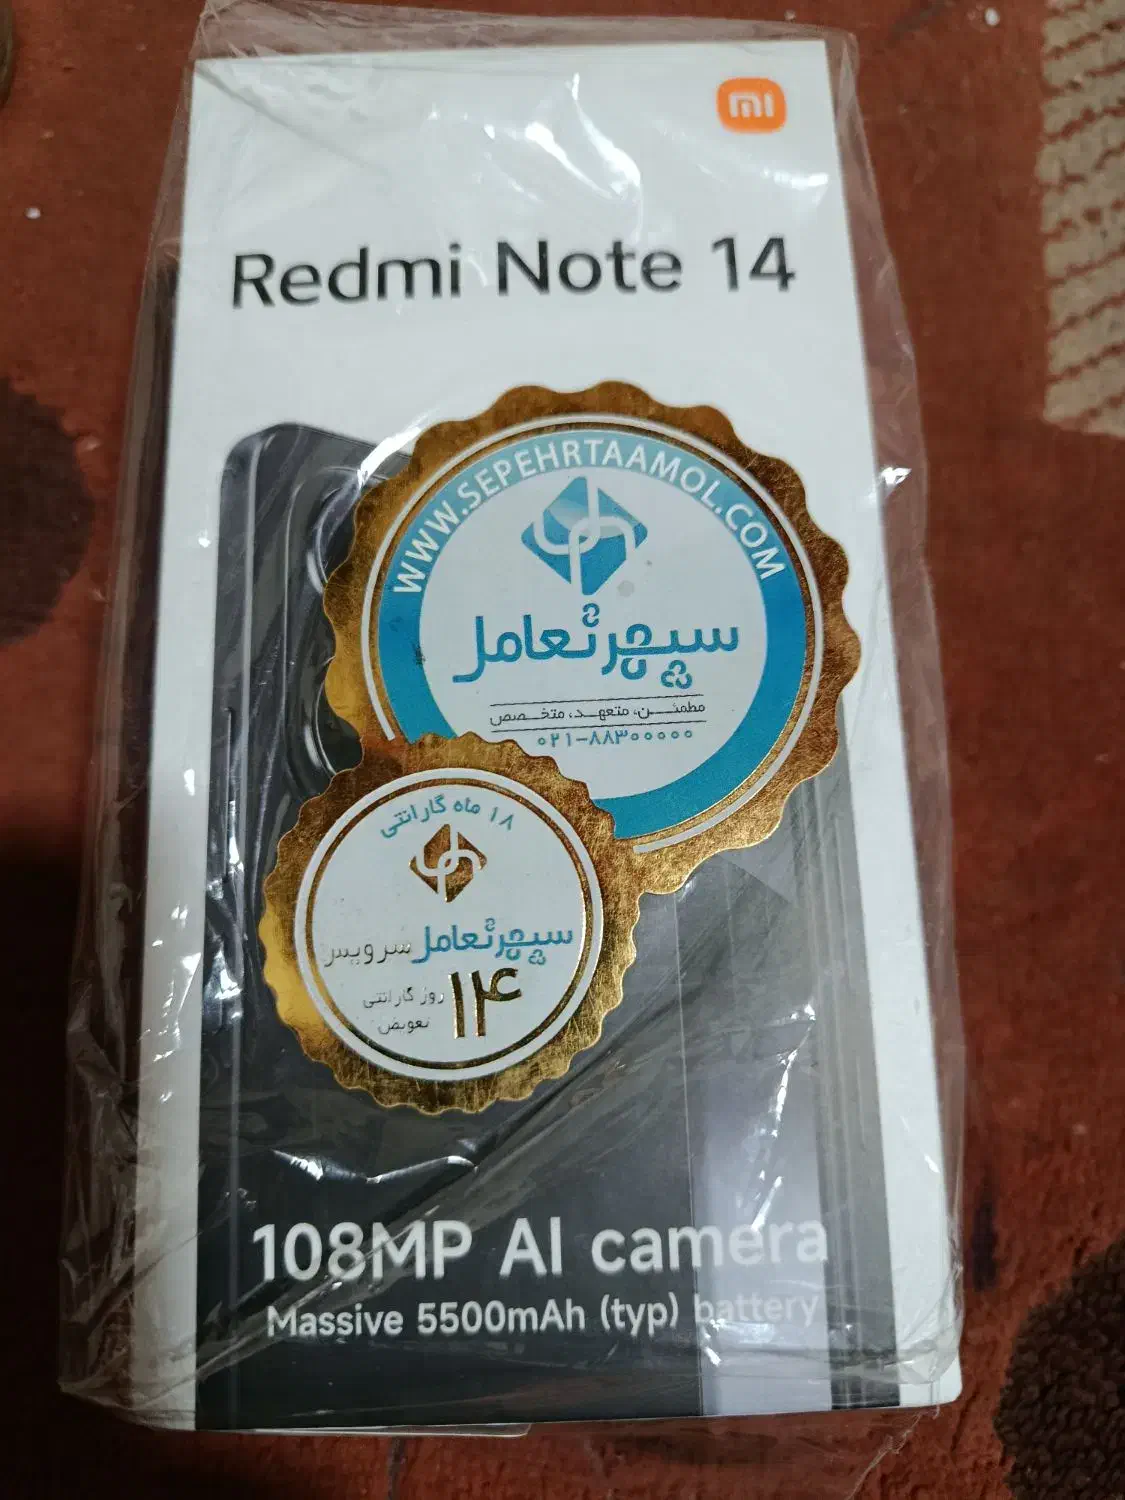 mi
Redmi Note 14
WWW.SEPEHRTAAMOL.COM
سپهرتعامل
مطمئن، متعهد، متخصص
۰۲۱-۸۸۳۰۰۰۰۰
۱۸ ماه گارانتی
سپهرتعامل سرویس
۱۴ روز گارانتی
تعویض
108MP AI camera
Massive 5500mAh (typ) battery